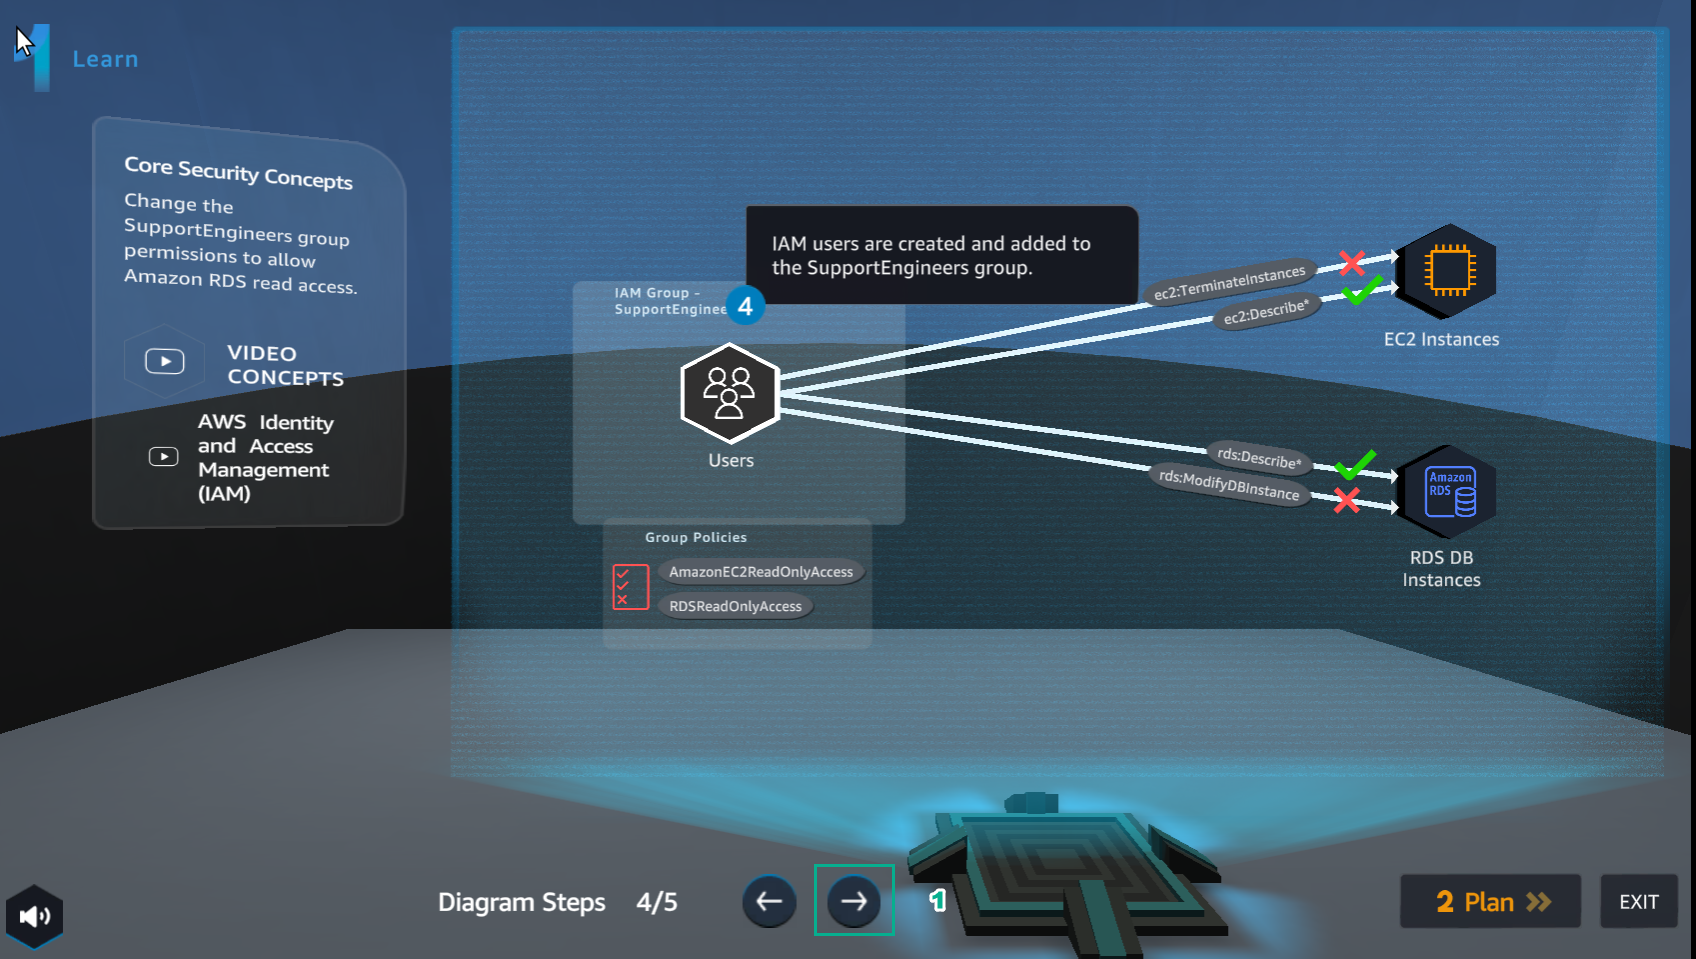 1
Learn
Core Security Concepts
Change the
SupportEngineers group
permissions to allow
Amazon RDS read access.
VIDEO
CONCEPTS
AWS Identity
and Access
Management
(IAM)
IAM users are created and added to
the SupportEngineers group.
IAM Group -
SupportEnginee
4
Users
Group Policies
AmazonEC2ReadOnlyAccess
RDSReadOnlyAccess
ec2:TerminateInstances
ec2:Describe*
EC2 Instances
rds:Describe*
rds:ModifyDBInstance
Amazon
RDS
RDS DB
Instances
Diagram Steps 4/5
1
2 Plan
EXIT